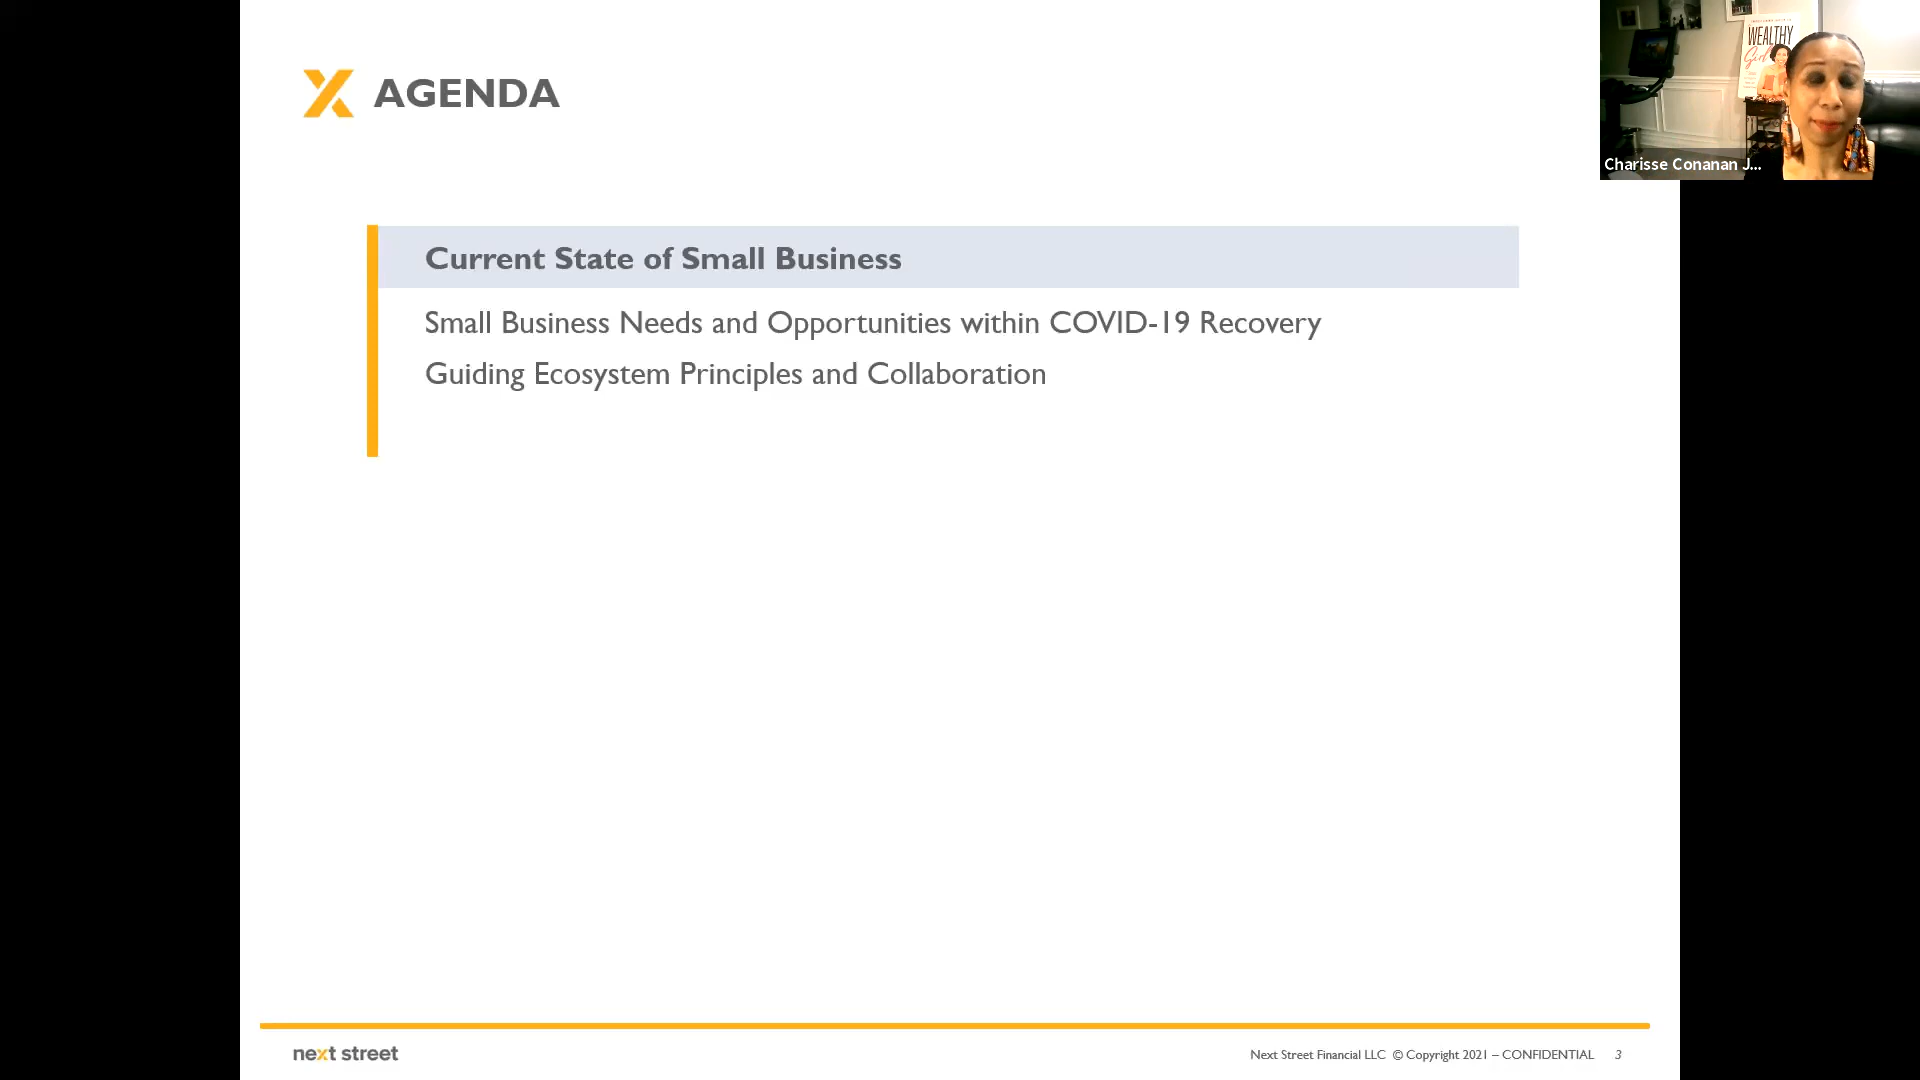 AGENDA
WEALTHY
Girl
Charisse Conanan J...
Current State of Small Business
Small Business Needs and Opportunities within COVID-19 Recovery
Guiding Ecosystem Principles and Collaboration
next street
Next Street Financial LLC © Copyright 2021 – CONFIDENTIAL 3